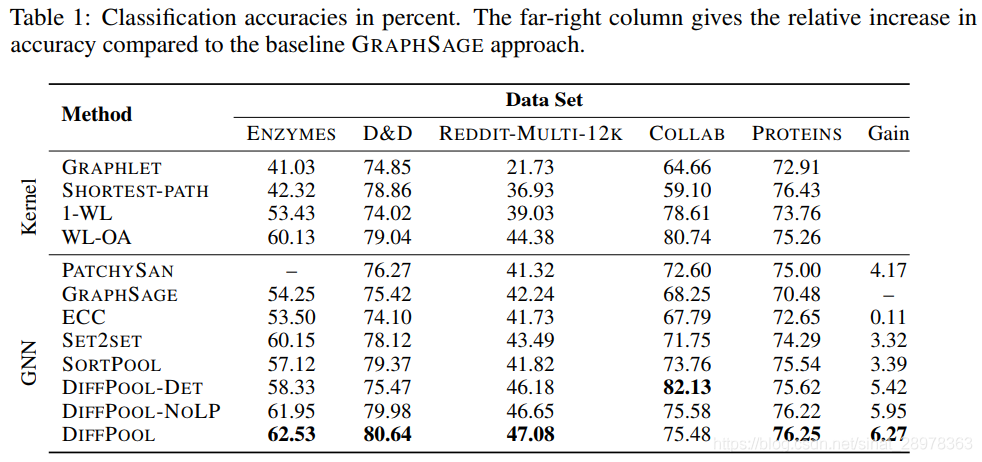 Table 1: Classification accuracies in percent. The far-right column gives the relative increase in
accuracy compared to the baseline GRAPHSAGE approach.
Method Data Set
ENZYMES D&D REDDIT-MULTI-12K COLLAB PROTEINS Gain
Kernel
GRAPHLET 41.03 74.85 21.73 64.66 72.91
SHORTEST-PATH 42.32 78.86 36.93 59.10 76.43
1-WL 53.43 74.02 39.03 78.61 73.76
WL-OA 60.13 79.04 44.38 80.74 75.26
GNN
PATCHYSAN – 76.27 41.32 72.60 75.00 4.17
GRAPHSAGE 54.25 75.42 42.24 68.25 70.48 –
ECC 53.50 74.10 41.73 67.79 72.65 0.11
SET2SET 60.15 78.12 43.49 71.75 74.29 3.32
SORTPOOL 57.12 79.37 41.82 73.76 75.54 3.39
DIFFPOOL-DET 58.33 75.47 46.18 82.13 75.62 5.42
DIFFPOOL-NOLP 61.95 79.98 46.65 75.58 76.22 5.95
DIFFPOOL 62.53 80.64 47.08 75.48 76.25 6.27